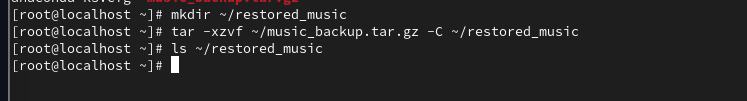 [root@localhost ~]# mkdir ~/restored_music
[root@localhost ~]# tar -xzvf ~/music_backup.tar.gz -C ~/restored_music
[root@localhost ~]# ls ~/restored_music
[root@localhost ~]#